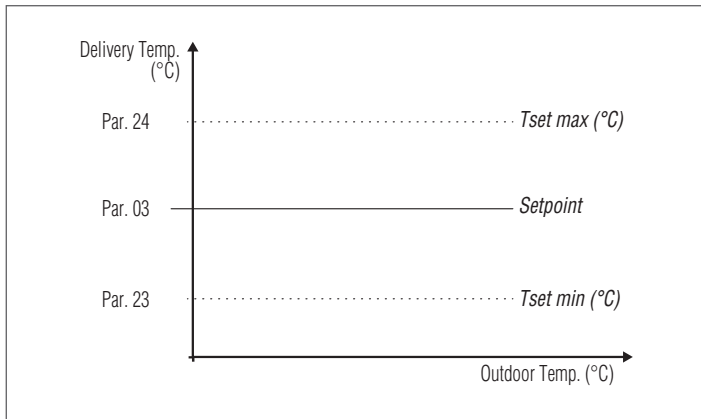 Delivery Temp.
(°C)
Par. 24
Tset max (°C)
Par. 03
Setpoint
Par. 23
Tset min (°C)
Outdoor Temp. (°C)